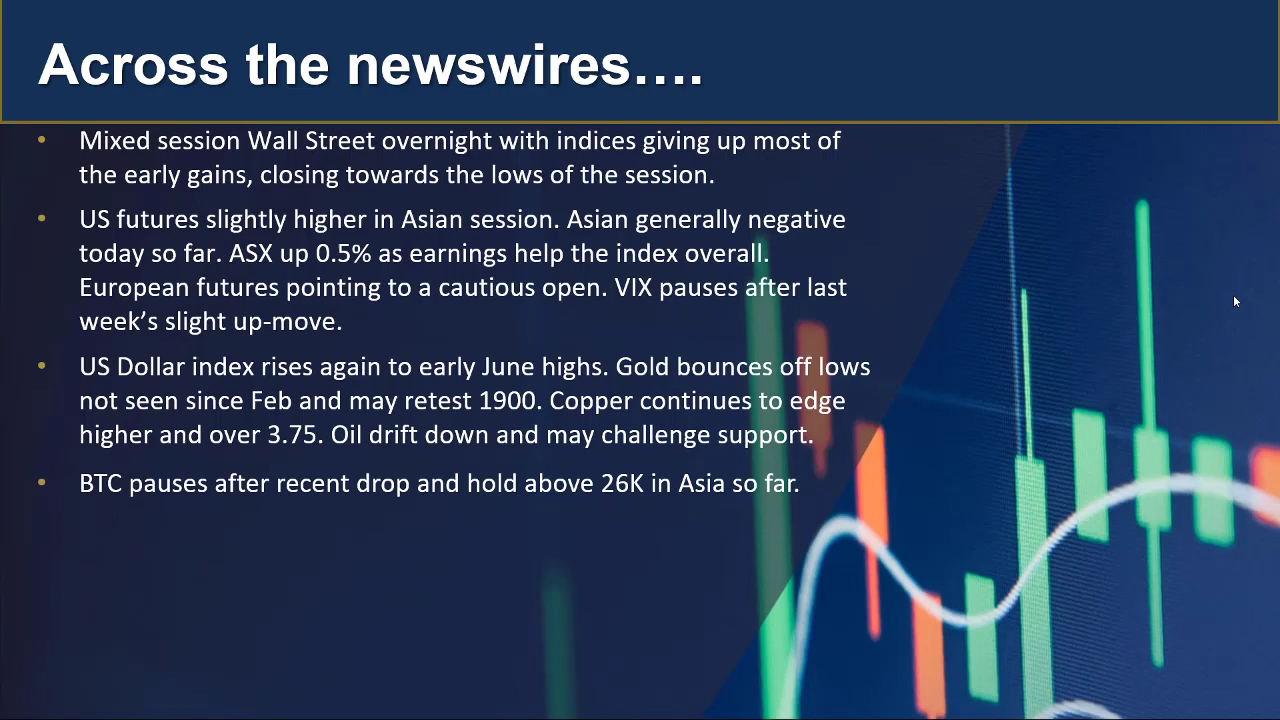 Across the newswires….
• Mixed session Wall Street overnight with indices giving up most of
the early gains, closing towards the lows of the session.
• US futures slightly higher in Asian session. Asian generally negative
today so far. ASX up 0.5% as earnings help the index overall.
European futures pointing to a cautious open. VIX pauses after last
week’s slight up-move.
• US Dollar index rises again to early June highs. Gold bounces off lows
not seen since Feb and may retest 1900. Copper continues to edge
higher and over 3.75. Oil drift down and may challenge support.
• BTC pauses after recent drop and hold above 26K in Asia so far.